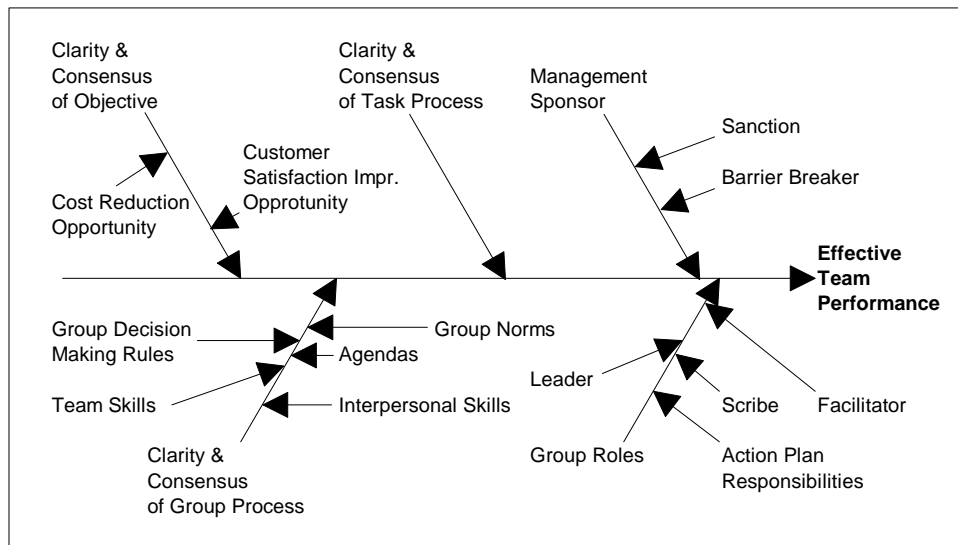 Clarity &
Consensus
of Objective
Clarity &
Consensus
of Task Process
Management
Sponsor
Sanction
Customer
Satisfaction Impr.
Opprotunity
Barrier Breaker
Cost Reduction
Opportunity
Effective
Team
Performance
Group Decision
Making Rules
Group Norms
Agendas
Leader
Team Skills
Interpersonal Skills
Scribe
Facilitator
Clarity &
Consensus
of Group Process
Group Roles
Action Plan
Responsibilities